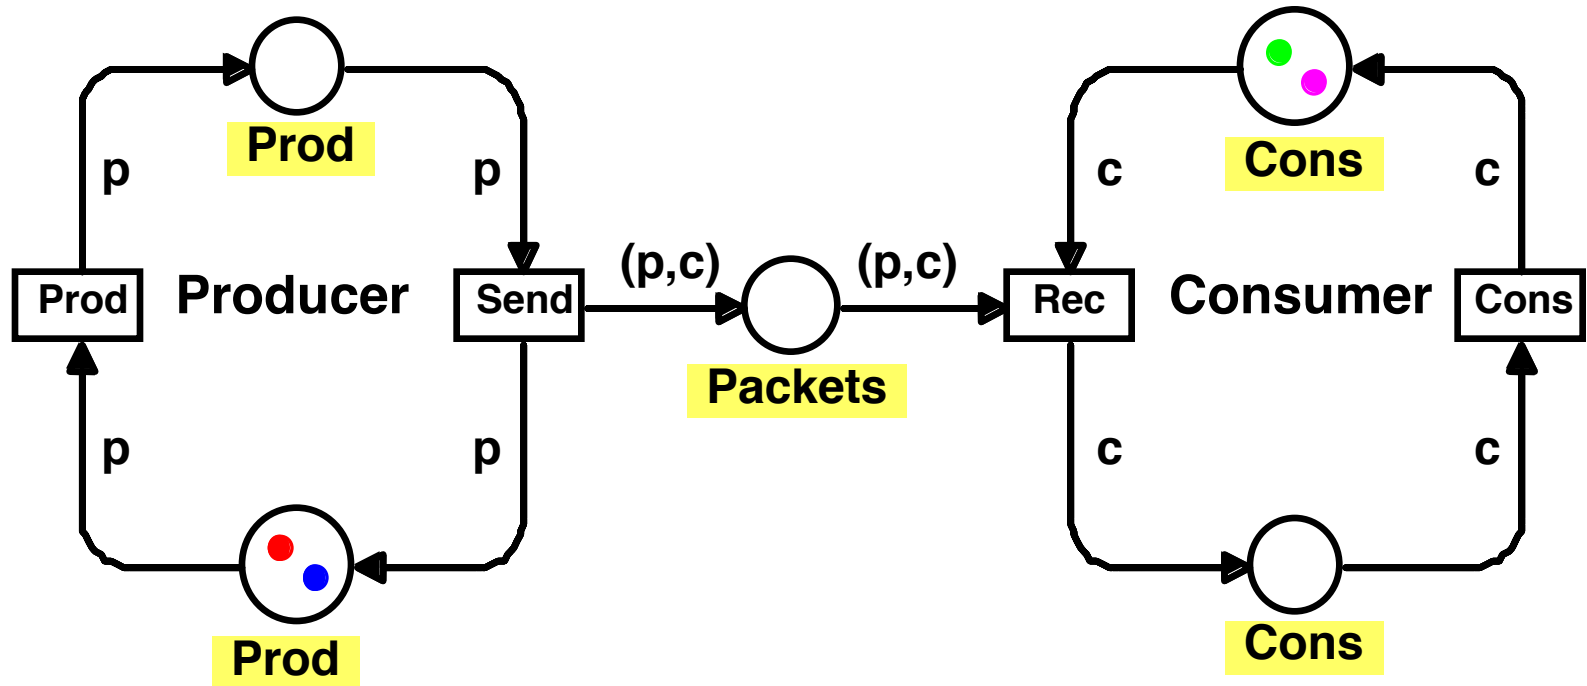 Prod
Cons
p
p
c
c
(p,c)
(p,c)
Prod
Producer
Send
Rec
Consumer
Cons
Packets
p
p
c
c
Prod
Cons